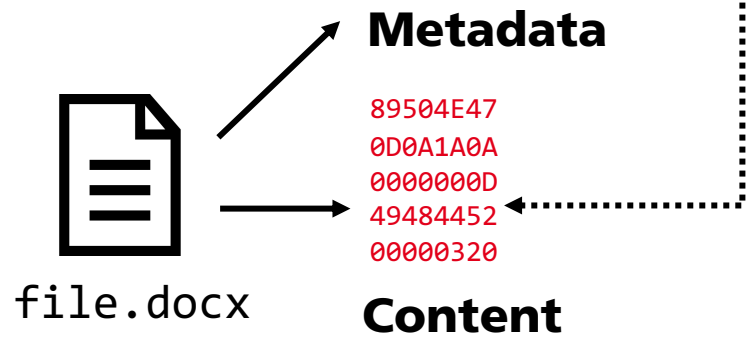 Metadata
89504E47
0D0A1A0A
0000000D
49484452
00000320
file.docx
Content